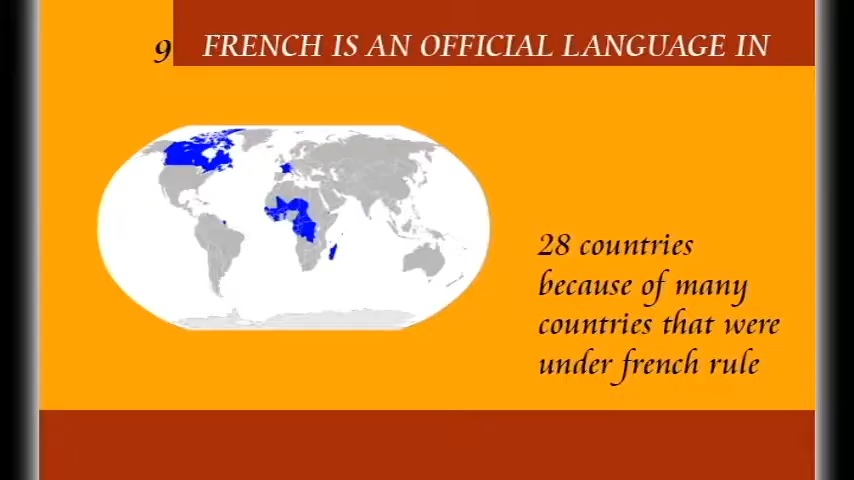 9 FRENCH IS AN OFFICIAL LANGUAGE IN
28 countries
because of many
countries that were
under french rule